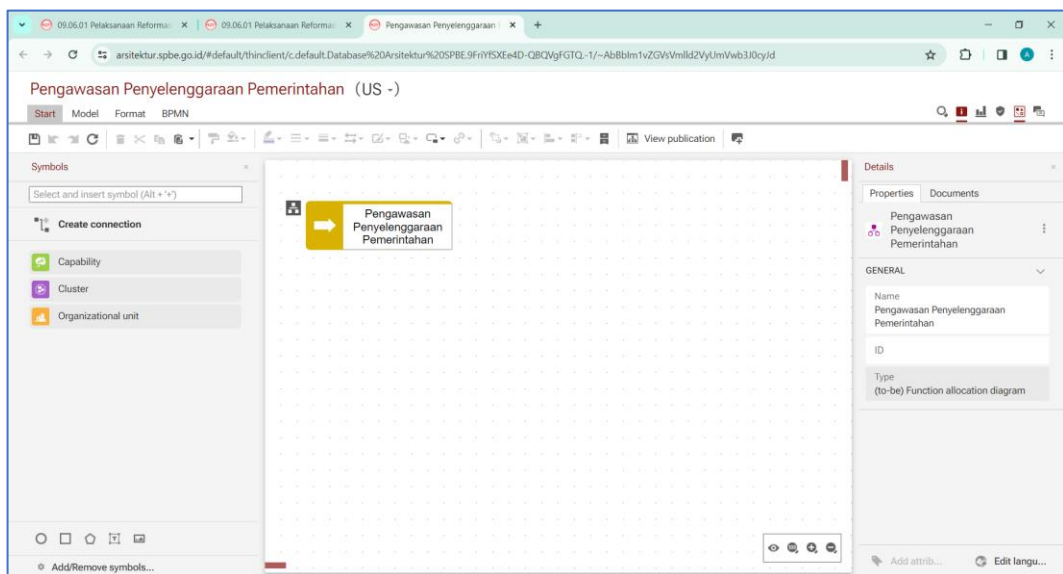 09.06.01 Pelaksanaan Reformas
09.06.01 Pelaksanaan Reformas
Pengawasan Penyelenggaraan
arsitektur.spbe.go.id/#default/thinclient/c.default.Database%20Arsitektur%20SPBE.9FriYfSXEe4D-QBQVgFGTQ.-1/~AbBbIm1vZGVsVmlld2VyUmVwb3J0cyJd
A
Pengawasan Penyelenggaraan Pemerintahan (US -)
Start Model Format BPMN
View publication
Symbols
Select and insert symbol (Alt + '+')
Create connection
Capability
Cluster
Organizational unit
Add/Remove symbols...
Pengawasan
Penyelenggaraan
Pemerintahan
Details
Properties Documents
Pengawasan
Penyelenggaraan
Pemerintahan
GENERAL
Name
Pengawasan Penyelenggaraan
Pemerintahan
ID
Type
(to-be) Function allocation diagram
Add attrib... Edit langu...